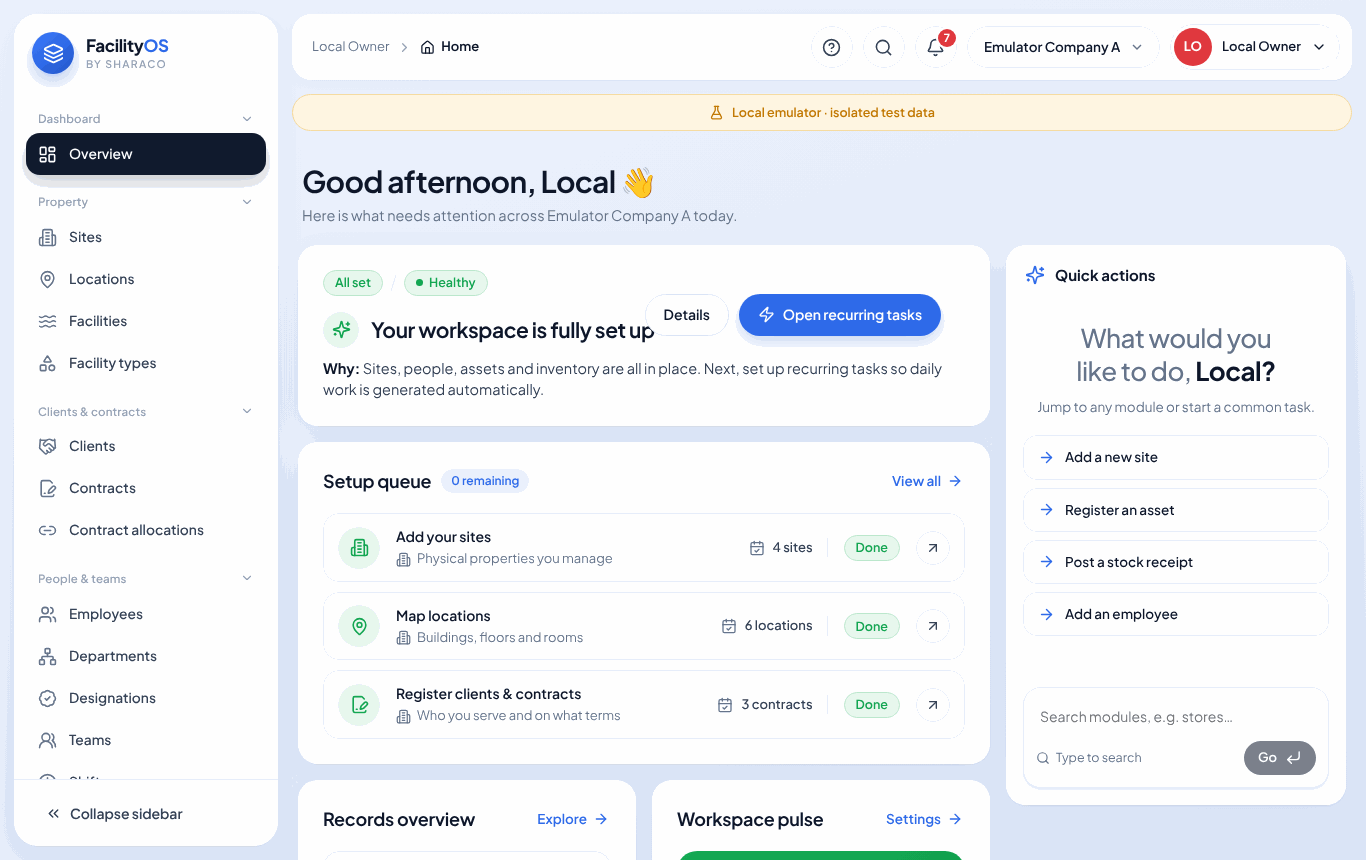 FacilityOS
BY SHARACO
Dashboard
Overview
Property
Sites
Locations
Facilities
Facility types
Clients & contracts
Clients
Contracts
Contract allocations
People & teams
Employees
Departments
Designations
Teams
Collapse sidebar
Local Owner
Home
7
Emulator Company A
LO
Local Owner
Local emulator · isolated test data
Good afternoon, Local 👋
Here is what needs attention across Emulator Company A today.
All set
/
Healthy
Your workspace is fully set up
Details
Open recurring tasks
Why: Sites, people, assets and inventory are all in place. Next, set up recurring tasks so daily
work is generated automatically.
Setup queue
0 remaining
View all
Add your sites
Physical properties you manage
4 sites
Done
Map locations
Buildings, floors and rooms
6 locations
Done
Register clients & contracts
Who you serve and on what terms
3 contracts
Done
Records overview
Explore
Workspace pulse
Settings
Quick actions
What would you
like to do, Local?
Jump to any module or start a common task.
Add a new site
Register an asset
Post a stock receipt
Add an employee
Search modules, e.g. stores…
Type to search
Go